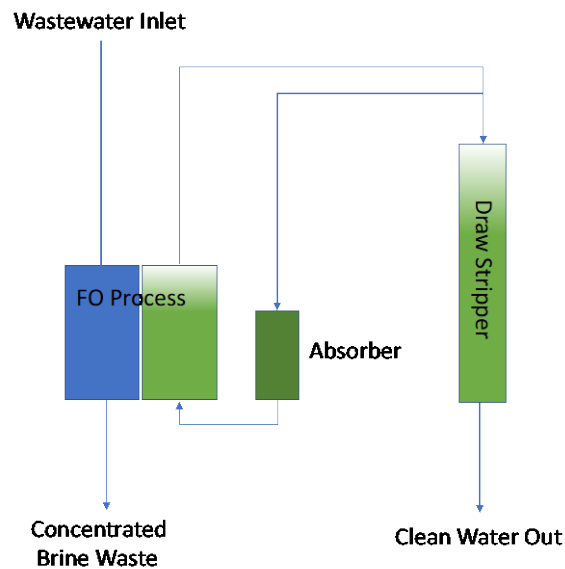 Wastewater Inlet
FO Process
Draw Stripper
Absorber
Concentrated
Brine Waste
Clean Water Out